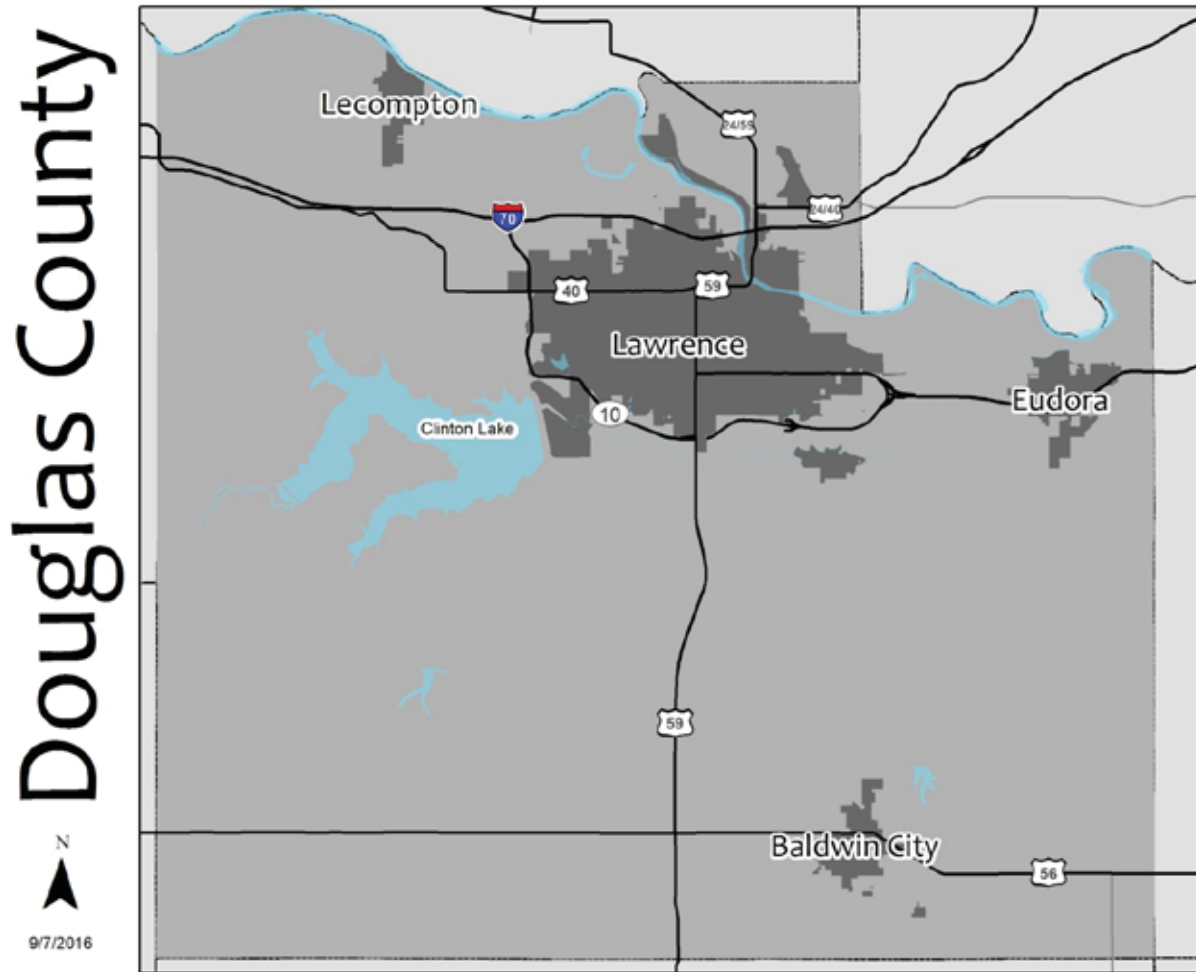 Douglas County
N
9/7/2016
Lecompton
24/59
24/40
70
40
59
Lawrence
Eudora
10
Clinton Lake
59
Baldwin City
56